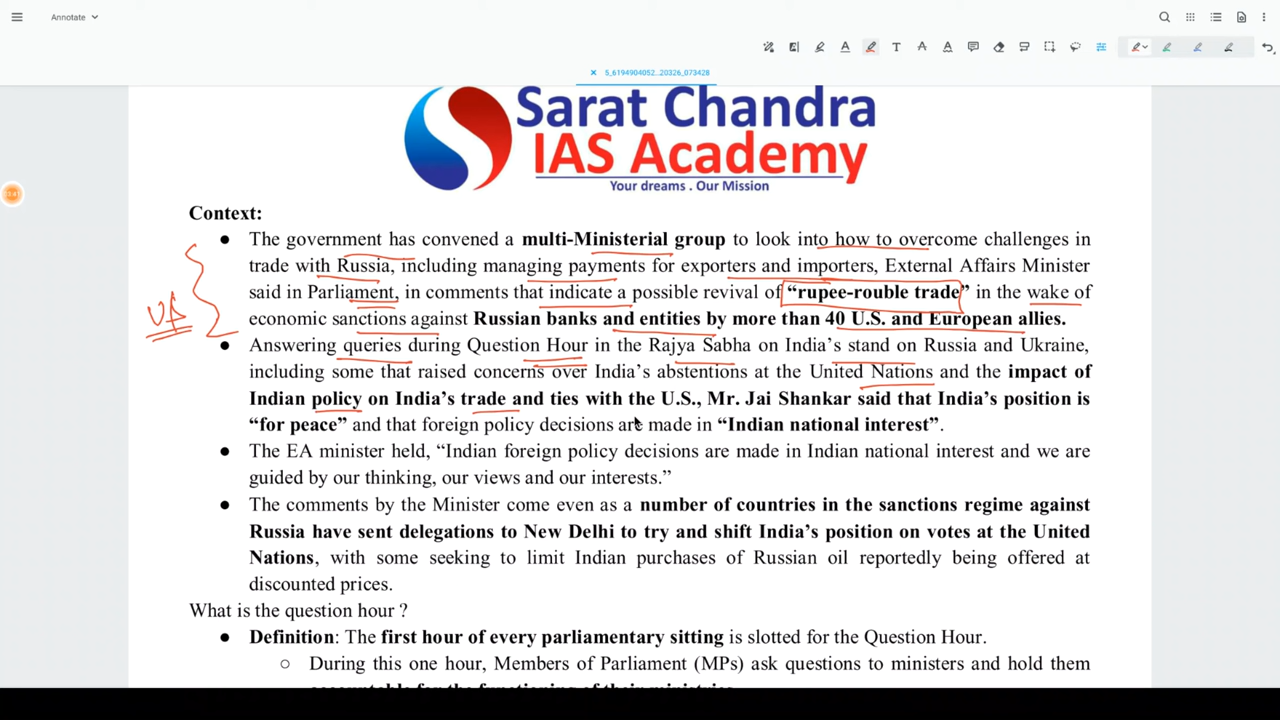 Annotate
5_6194904052...20326_073428
Sarat Chandra
IAS Academy
Your dreams . Our Mission
Context:
● The government has convened a multi-Ministerial group to look into how to overcome challenges in
trade with Russia, including managing payments for exporters and importers, External Affairs Minister
said in Parliament, in comments that indicate a possible revival of “rupee-rouble trade” in the wake of
economic sanctions against Russian banks and entities by more than 40 U.S. and European allies.
● Answering queries during Question Hour in the Rajya Sabha on India’s stand on Russia and Ukraine,
including some that raised concerns over India’s abstentions at the United Nations and the impact of
Indian policy on India’s trade and ties with the U.S., Mr. Jai Shankar said that India’s position is
“for peace” and that foreign policy decisions are made in “Indian national interest”.
● The EA minister held, “Indian foreign policy decisions are made in Indian national interest and we are
guided by our thinking, our views and our interests.”
● The comments by the Minister come even as a number of countries in the sanctions regime against
Russia have sent delegations to New Delhi to try and shift India’s position on votes at the United
Nations, with some seeking to limit Indian purchases of Russian oil reportedly being offered at
discounted prices.
What is the question hour ?
● Definition: The first hour of every parliamentary sitting is slotted for the Question Hour.
○ During this one hour, Members of Parliament (MPs) ask questions to ministers and hold them
accountable for the functioning of their ministries.